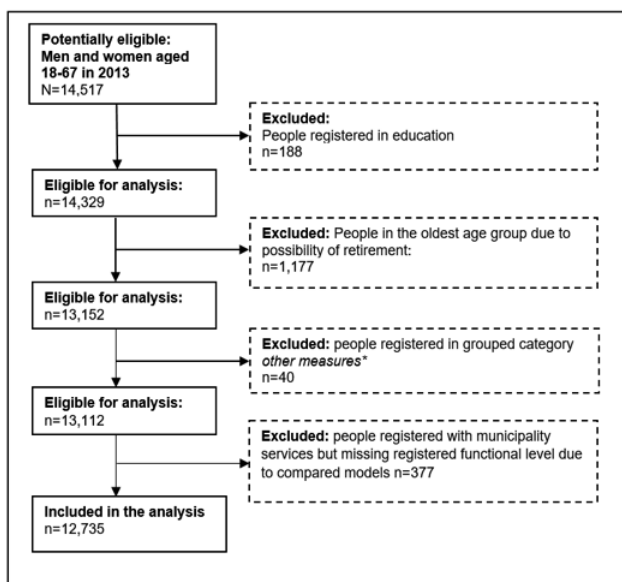 Potentially eligible:
Men and women aged
18-67 in 2013
N=14,517
Excluded:
People registered in education
n=188
Eligible for analysis:
n=14,329
Excluded: People in the oldest age group due to
possibility of retirement:
n=1,177
Eligible for analysis:
n=13,152
Excluded: people registered in grouped category
other measures*
n=40
Eligible for analysis:
n=13,112
Excluded: people registered with municipality
services but missing registered functional level due
to compared models n=377
Included in the analysis
n=12,735